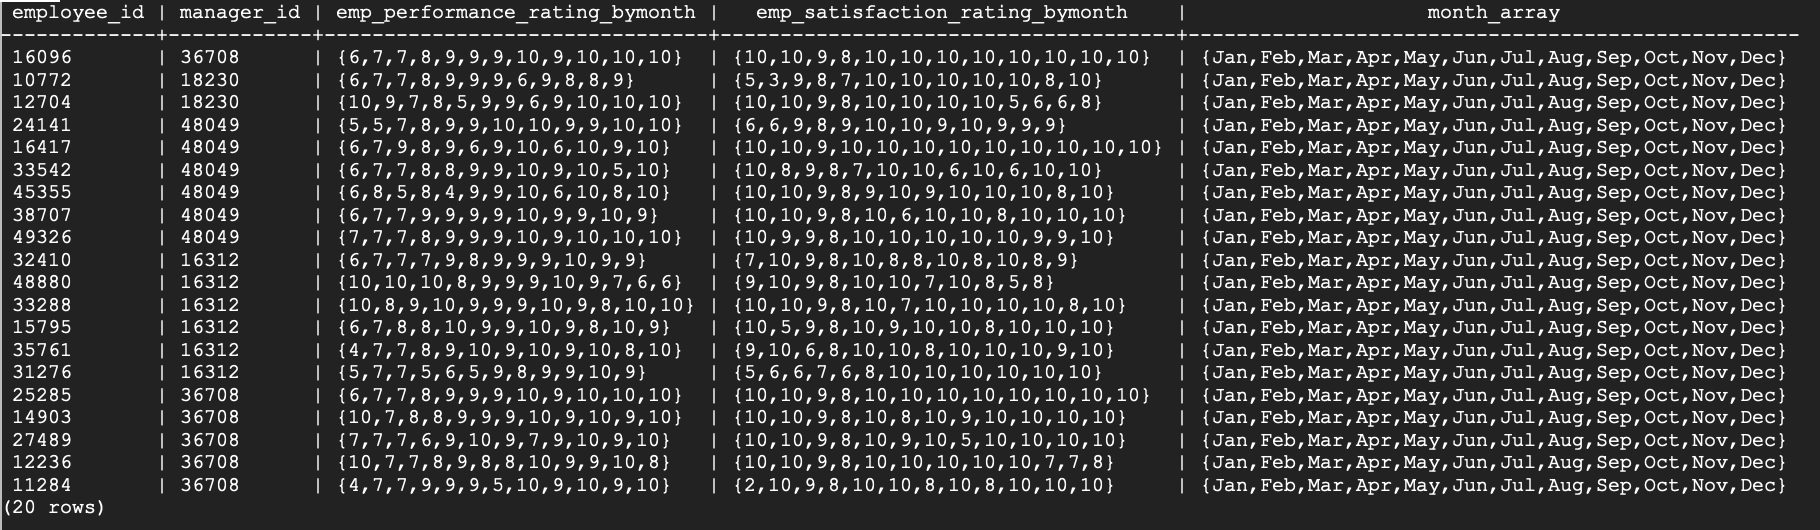 employee_id | manager_id | emp_performance_rating_bymonth | emp_satisfaction_rating_bymonth | month_array
-------------+------------+--------------------------------+---------------------------------------+---------------------------------------------------
16096 | 36708 | {6,7,7,8,9,9,9,10,9,10,10,10} | {10,10,9,8,10,10,10,10,10,10,10,10} | {Jan,Feb,Mar,Apr,May,Jun,Jul,Aug,Sep,Oct,Nov,Dec}
10772 | 18230 | {6,7,7,8,9,9,9,6,9,8,8,9} | {5,3,9,8,7,10,10,10,10,10,8,10} | {Jan,Feb,Mar,Apr,May,Jun,Jul,Aug,Sep,Oct,Nov,Dec}
12704 | 18230 | {10,9,7,8,5,9,9,6,9,10,10,10} | {10,10,9,8,10,10,10,10,5,6,6,8} | {Jan,Feb,Mar,Apr,May,Jun,Jul,Aug,Sep,Oct,Nov,Dec}
24141 | 48049 | {5,5,7,8,9,9,10,10,9,9,10,10} | {6,6,9,8,9,10,10,9,10,9,9,9} | {Jan,Feb,Mar,Apr,May,Jun,Jul,Aug,Sep,Oct,Nov,Dec}
16417 | 48049 | {6,7,9,8,9,6,9,10,6,10,9,10} | {10,10,9,10,10,10,10,10,10,10,10,10} | {Jan,Feb,Mar,Apr,May,Jun,Jul,Aug,Sep,Oct,Nov,Dec}
33542 | 48049 | {6,7,7,8,8,9,9,10,9,10,5,10} | {10,8,9,8,7,10,10,6,10,6,10,10} | {Jan,Feb,Mar,Apr,May,Jun,Jul,Aug,Sep,Oct,Nov,Dec}
45355 | 48049 | {6,8,5,8,4,9,9,10,6,10,8,10} | {10,10,9,8,9,10,9,10,10,10,8,10} | {Jan,Feb,Mar,Apr,May,Jun,Jul,Aug,Sep,Oct,Nov,Dec}
38707 | 48049 | {6,7,7,9,9,9,9,10,9,9,10,9} | {10,10,9,8,10,6,10,10,8,10,10,10} | {Jan,Feb,Mar,Apr,May,Jun,Jul,Aug,Sep,Oct,Nov,Dec}
49326 | 48049 | {7,7,7,8,9,9,9,10,9,10,10,10} | {10,9,9,8,10,10,10,10,10,9,9,10} | {Jan,Feb,Mar,Apr,May,Jun,Jul,Aug,Sep,Oct,Nov,Dec}
32410 | 16312 | {6,7,7,7,9,8,9,9,9,10,9,9} | {7,10,9,8,10,8,8,10,8,10,8,9} | {Jan,Feb,Mar,Apr,May,Jun,Jul,Aug,Sep,Oct,Nov,Dec}
48880 | 16312 | {10,10,10,8,9,9,9,10,9,7,6,6} | {9,10,9,8,10,10,7,10,8,5,8} | {Jan,Feb,Mar,Apr,May,Jun,Jul,Aug,Sep,Oct,Nov,Dec}
33288 | 16312 | {10,8,9,10,9,9,9,10,9,8,10,10} | {10,10,9,8,10,7,10,10,10,10,8,10} | {Jan,Feb,Mar,Apr,May,Jun,Jul,Aug,Sep,Oct,Nov,Dec}
15795 | 16312 | {6,7,8,8,10,9,9,10,9,8,10,9} | {10,5,9,8,10,9,10,10,8,10,10,10} | {Jan,Feb,Mar,Apr,May,Jun,Jul,Aug,Sep,Oct,Nov,Dec}
35761 | 16312 | {4,7,7,8,9,10,9,10,9,10,8,10} | {9,10,6,8,10,10,8,10,10,10,9,10} | {Jan,Feb,Mar,Apr,May,Jun,Jul,Aug,Sep,Oct,Nov,Dec}
31276 | 16312 | {5,7,7,5,6,5,9,8,9,9,10,9} | {5,6,6,7,6,8,10,10,10,10,10,10} | {Jan,Feb,Mar,Apr,May,Jun,Jul,Aug,Sep,Oct,Nov,Dec}
25285 | 36708 | {6,7,7,8,9,9,9,10,9,10,10,10} | {10,10,9,8,10,10,10,10,10,10,10,10} | {Jan,Feb,Mar,Apr,May,Jun,Jul,Aug,Sep,Oct,Nov,Dec}
14903 | 36708 | {10,7,8,8,9,9,9,10,9,10,9,10} | {10,10,9,8,10,8,10,9,10,10,10,10} | {Jan,Feb,Mar,Apr,May,Jun,Jul,Aug,Sep,Oct,Nov,Dec}
27489 | 36708 | {7,7,7,6,9,10,9,7,9,10,9,10} | {10,10,9,8,10,9,10,5,10,10,10,10} | {Jan,Feb,Mar,Apr,May,Jun,Jul,Aug,Sep,Oct,Nov,Dec}
12236 | 36708 | {10,7,7,8,9,8,8,10,9,9,10,8} | {10,10,9,8,10,10,10,10,10,7,7,8} | {Jan,Feb,Mar,Apr,May,Jun,Jul,Aug,Sep,Oct,Nov,Dec}
11284 | 36708 | {4,7,7,9,9,9,5,10,9,10,9,10} | {2,10,9,8,10,10,8,10,8,10,10,10} | {Jan,Feb,Mar,Apr,May,Jun,Jul,Aug,Sep,Oct,Nov,Dec}
(20 rows)